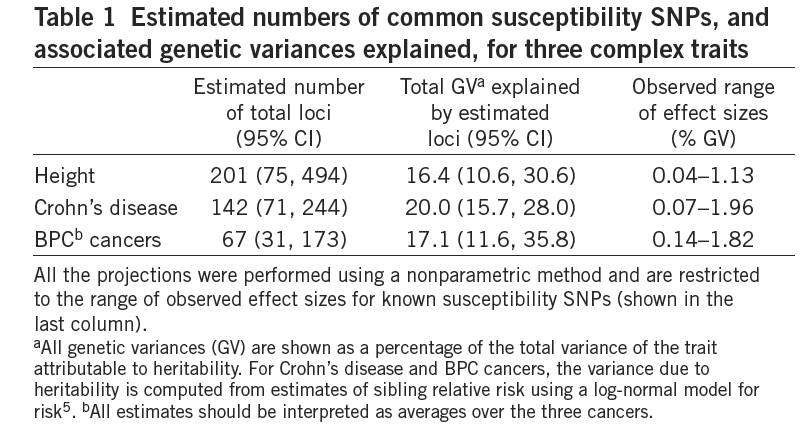 Table 1 Estimated numbers of common susceptibility SNPs, and
associated genetic variances explained, for three complex traits
Estimated number of total loci (95% CI) Total GVa explained by estimated loci (95% CI) Observed range of effect sizes (% GV)
Height 201 (75, 494) 16.4 (10.6, 30.6) 0.04–1.13
Crohn's disease 142 (71, 244) 20.0 (15.7, 28.0) 0.07–1.96
BPCb cancers 67 (31, 173) 17.1 (11.6, 35.8) 0.14–1.82
All the projections were performed using a nonparametric method and are restricted
to the range of observed effect sizes for known susceptibility SNPs (shown in the
last column).
aAll genetic variances (GV) are shown as a percentage of the total variance of the trait
attributable to heritability. For Crohn's disease and BPC cancers, the variance due to
heritability is computed from estimates of sibling relative risk using a log-normal model for
risk5. bAll estimates should be interpreted as averages over the three cancers.